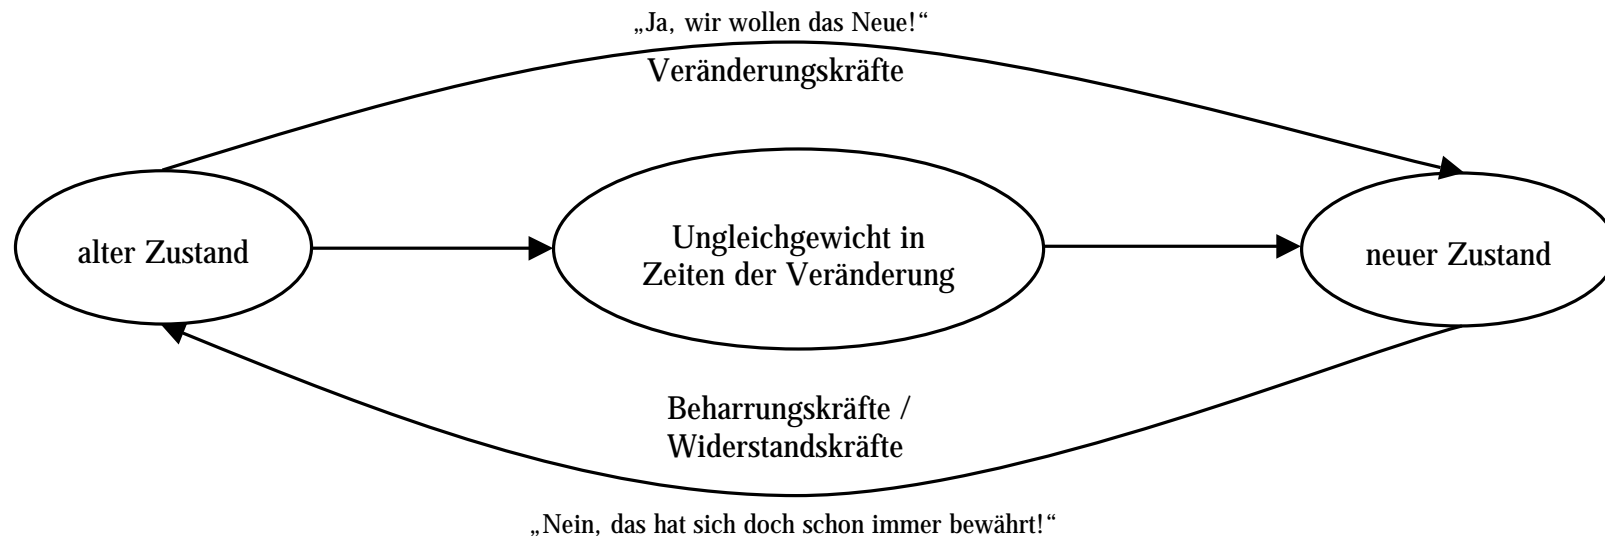 „Ja, wir wollen das Neue!“
Veränderungskräfte
alter Zustand
Ungleichgewicht in
Zeiten der Veränderung
neuer Zustand
Beharrungskräfte /
Widerstandskräfte
„Nein, das hat sich doch schon immer bewährt!“